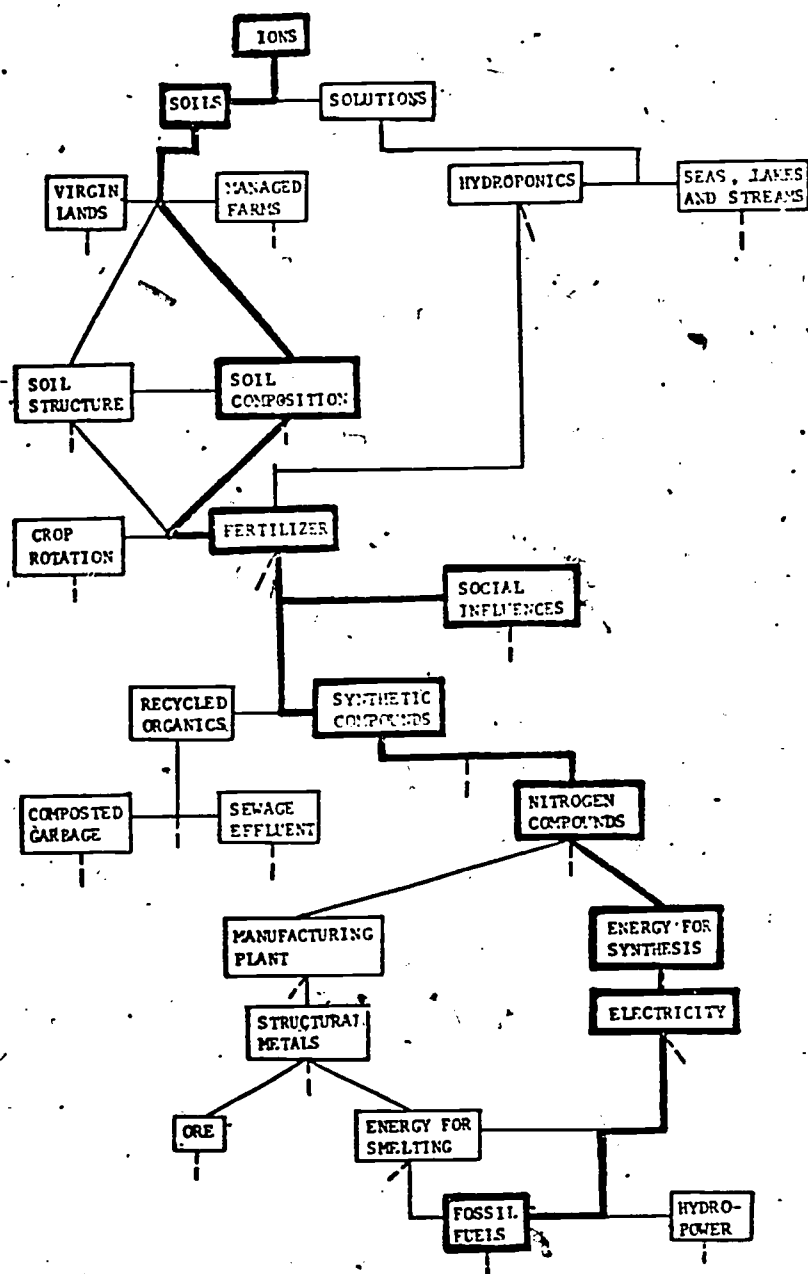 IONS
SOILS
SOLUTIONS
VIRGIN
LANDS
MANAGED
FARMS
HYDROPONICS
SEAS, LAKES
AND STREAMS
SOIL
STRUCTURE
SOIL
COMPOSITION
CROP
ROTATION
FERTILIZER
SOCIAL
INFLUENCES
RECYCLED
ORGANICS
SYNTHETIC
COMPOUNDS
COMPOSTED
GARBAGE
SEWAGE
EFFLUENT
NITROGEN
COMPOUNDS
MANUFACTURING
PLANT
ENERGY FOR
SYNTHESIS
STRUCTURAL
METALS
ELECTRICITY
ORE
ENERGY FOR
SMELTING
FOSSIL
FUELS
HYDRO-
POWER